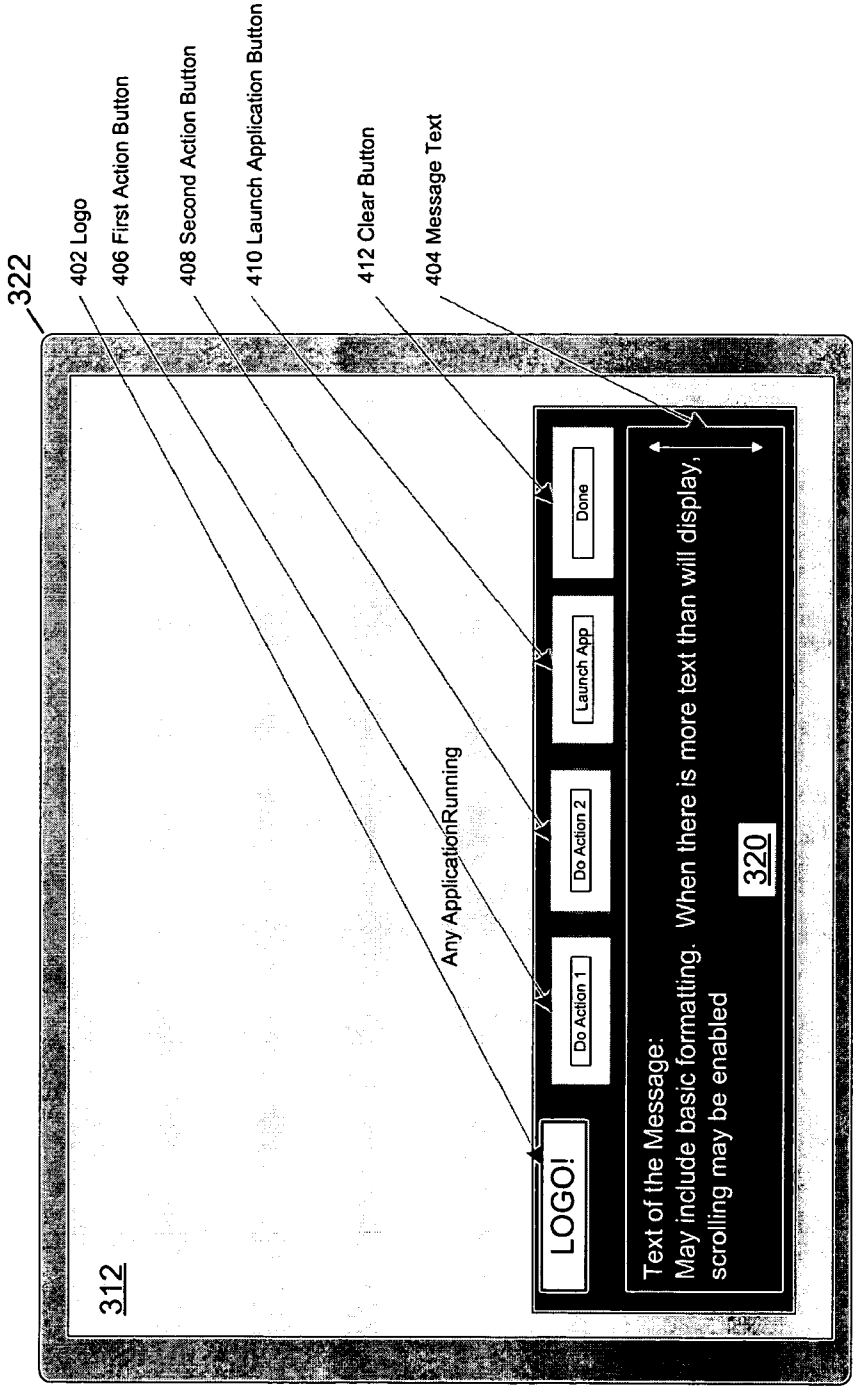 322
402 Logo
406 First Action Button
408 Second Action Button
410 Launch Application Button
412 Clear Button
404 Message Text
312
Any ApplicationRunning
LOGO!
Do Action 1
Do Action 2
Launch App
Done
Text of the Message:
May include basic formatting. When there is more text than will display,
scrolling may be enabled
320